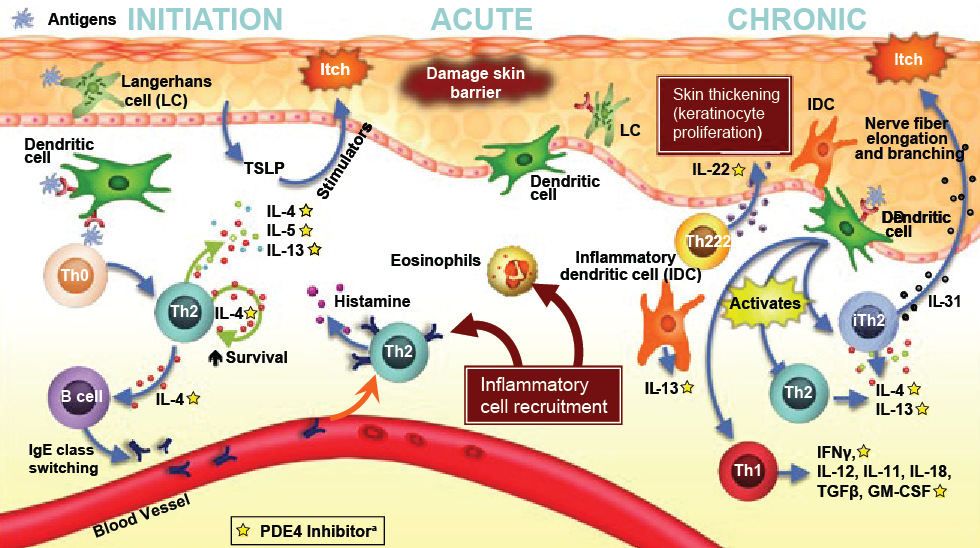 Antigens
INITIATION
ACUTE
CHRONIC
Langerhans
cell (LC)
Itch
Damage skin
barrier
LC
Skin thickening
(keratinocyte
proliferation)
IDC
Itch
Nerve fiber
elongation
and branching
Dendritic
cell
TSLP
Stimulators
Dendritic
cell
IL-22
DDendritic
cell
IL-4
IL-5
IL-13
Th0
Th2
IL-4
Survival
Eosinophils
Histamine
Th2
Inflammatory
dendritic cell (IDC)
Th222
Activates
iTh2
IL-31
B cell
IL-4
Inflammatory
cell recruitment
IL-13
Th2
IL-4
IL-13
IgE class
switching
Blood Vessel
Th1
IFNγ,
IL-12, IL-11, IL-18,
TGFβ, GM-CSF
PDE4 Inhibitorᵃ